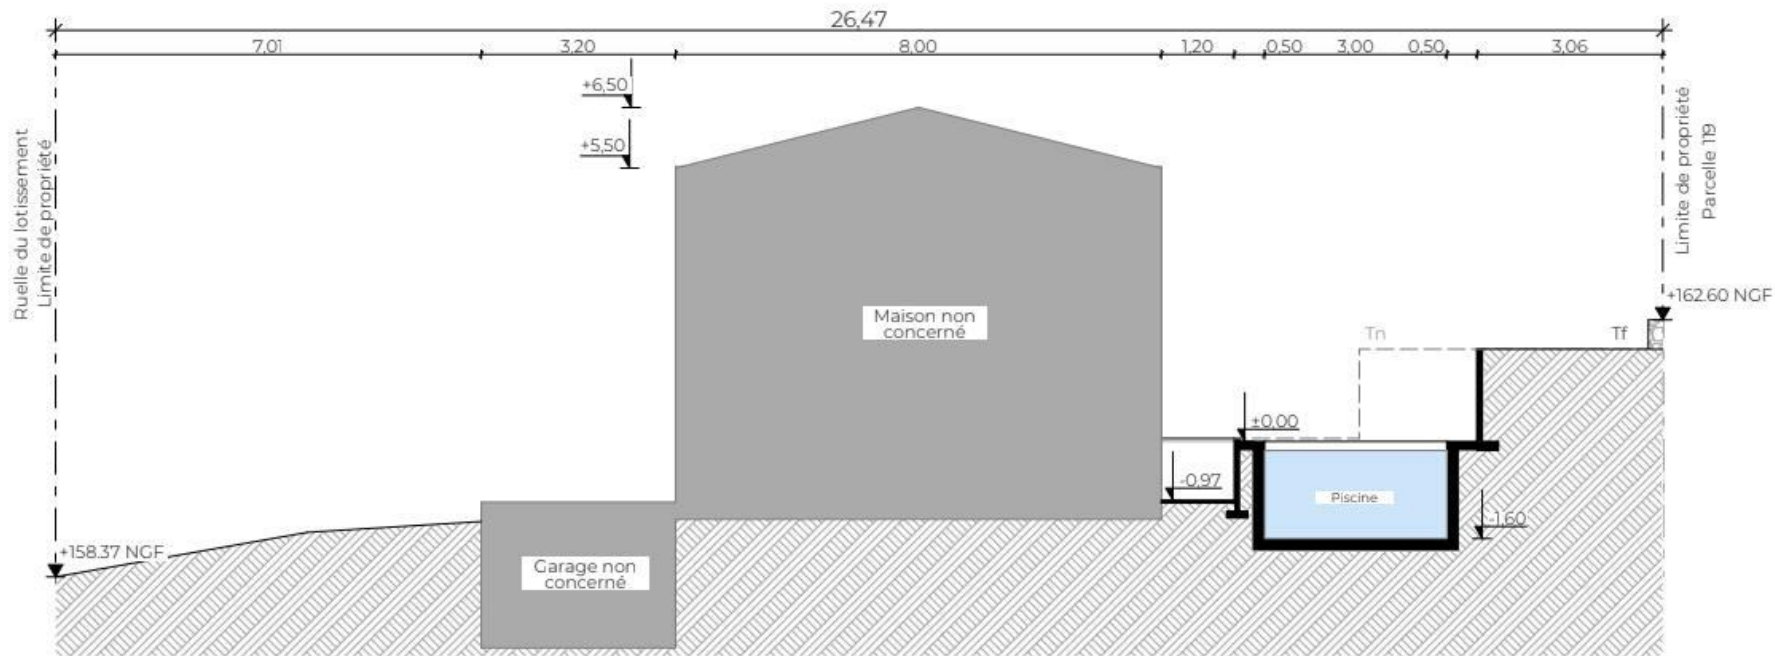 26,47
7,01
3,20
8,00
1,20
0,50
3,00
0,50
3,06
+6,50
+5,50
Ruelle du lotissement
Limite de propriété
Limite de propriété
Parcelle 119
+162.60 NGF
Tn
Tf
Maison non
concerné
±0,00
-0,97
Piscine
-1,60
+158.37 NGF
Garage non
concerné